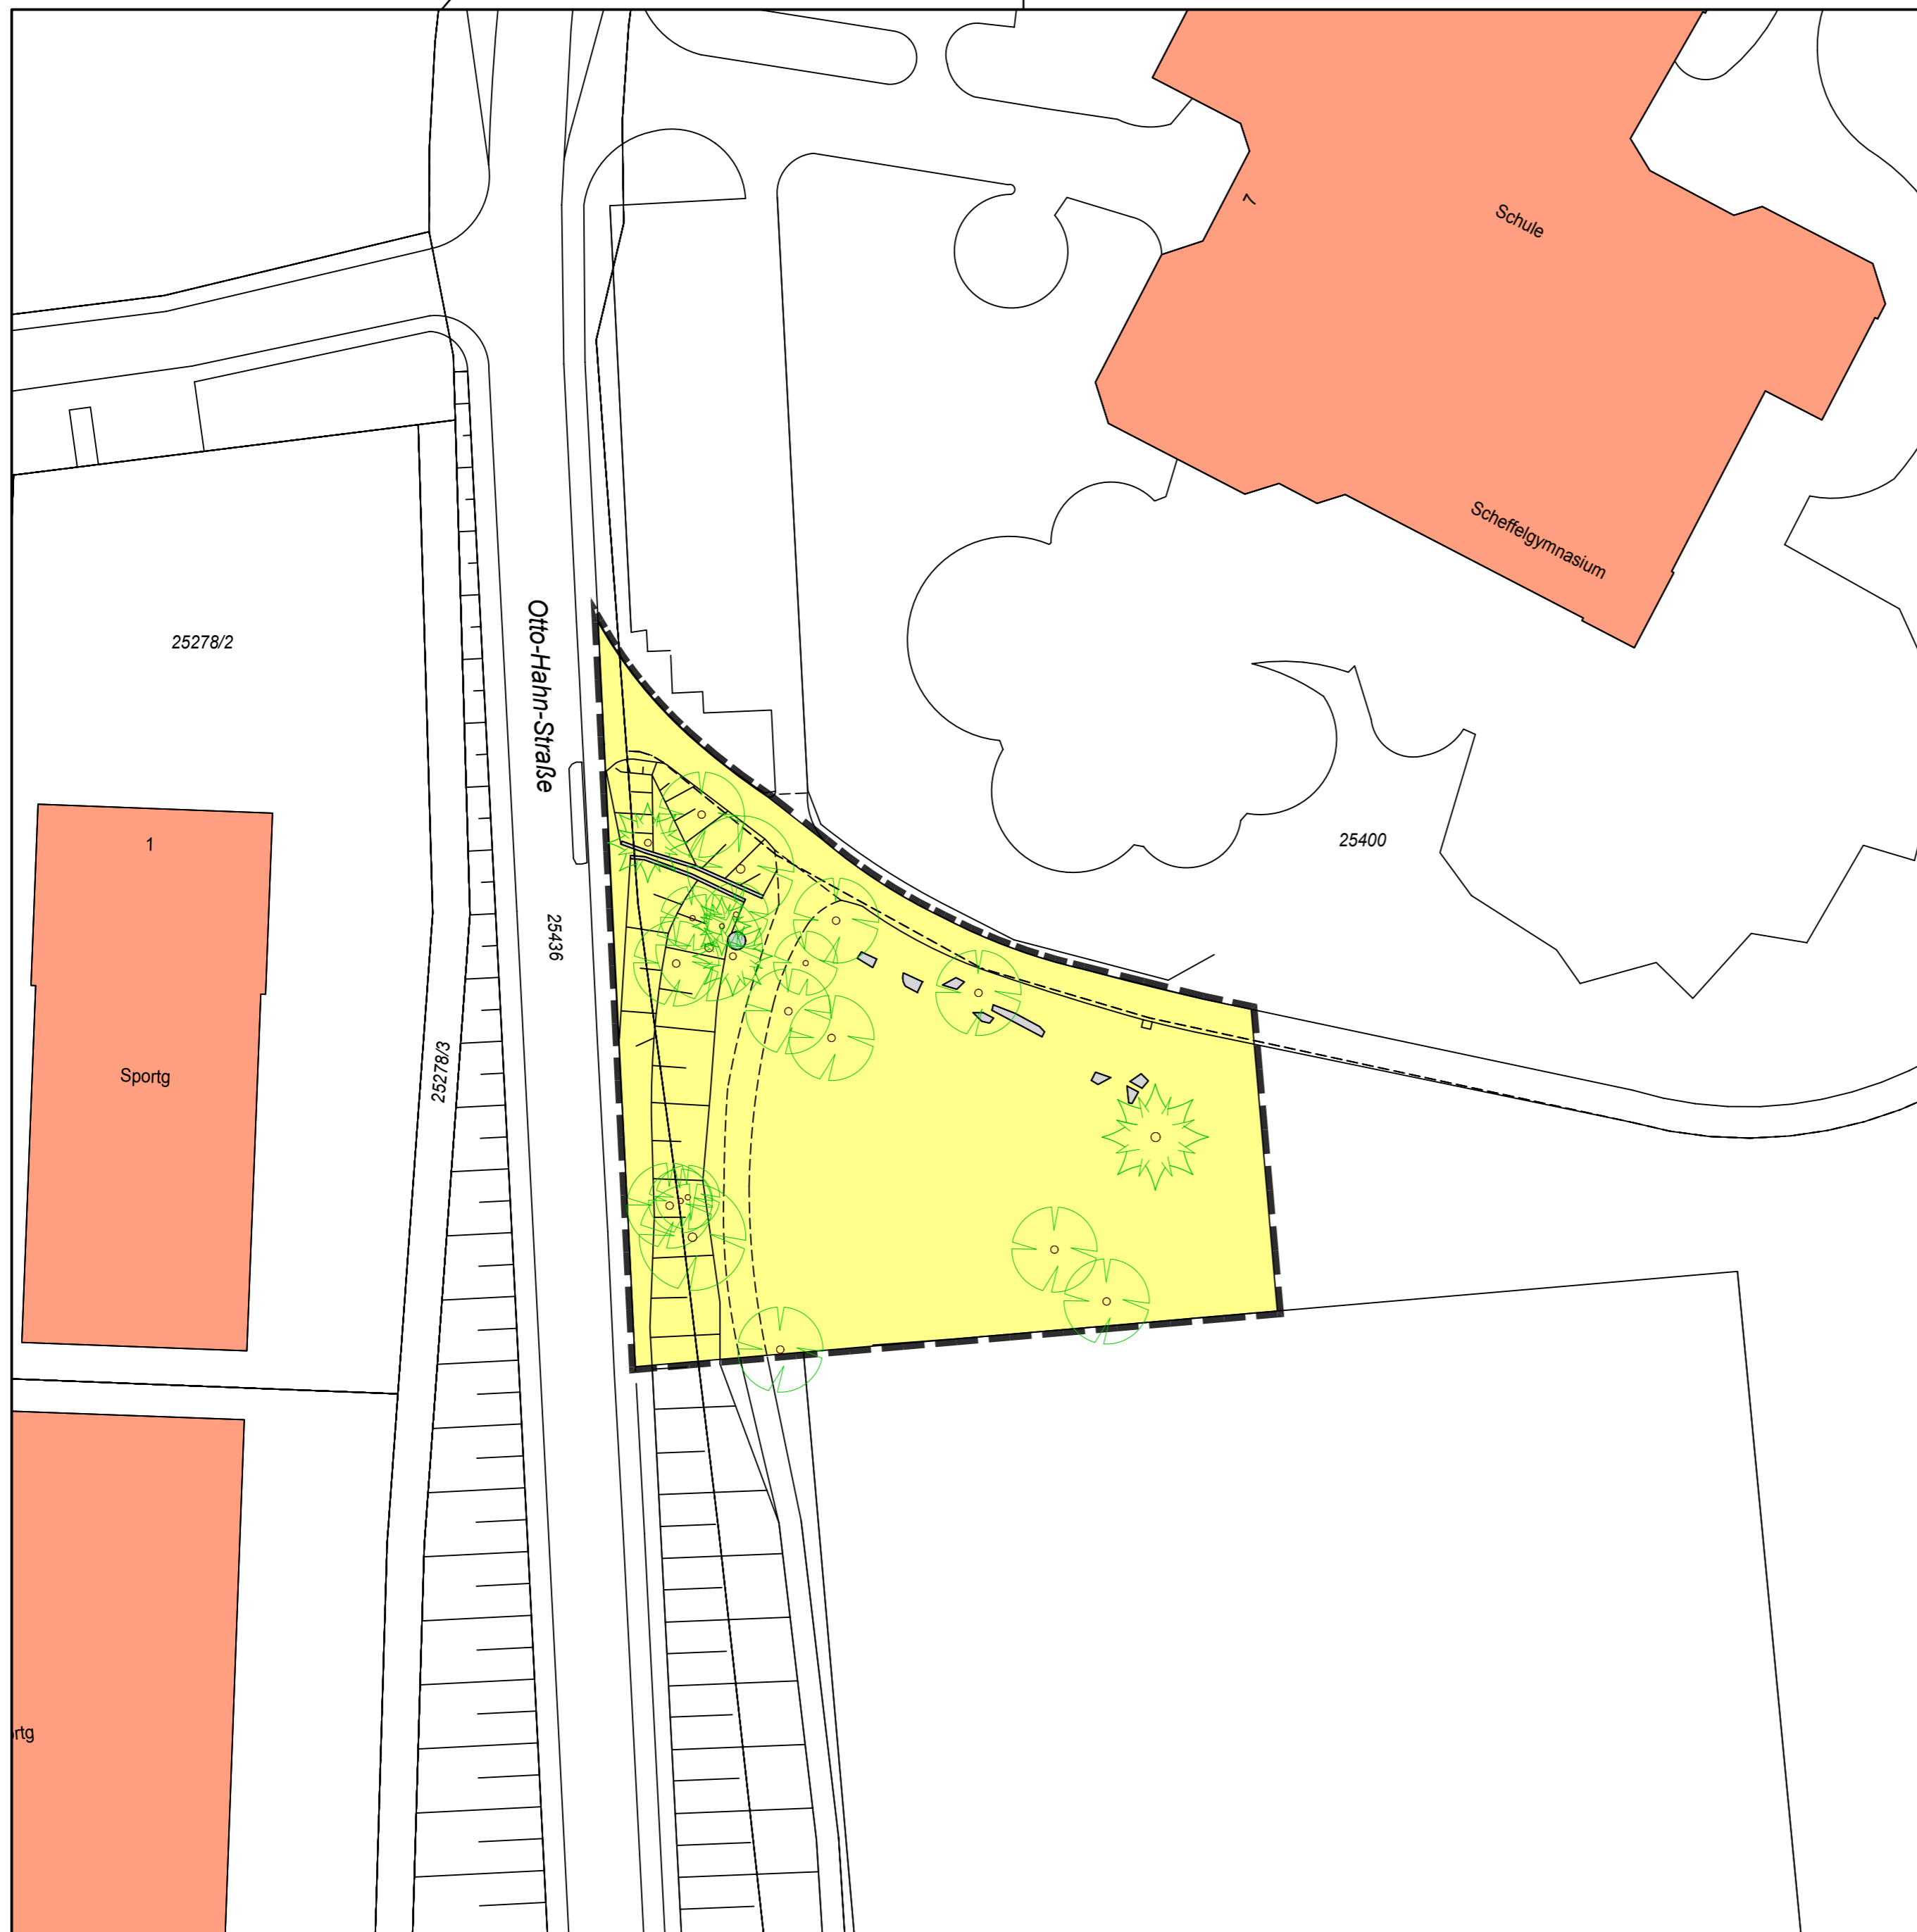 7
Schule
Scheffelgymnasium
25278/2
Otto-Hahn-Straße
1
25400
25436
25278/3
Sportg
rtg